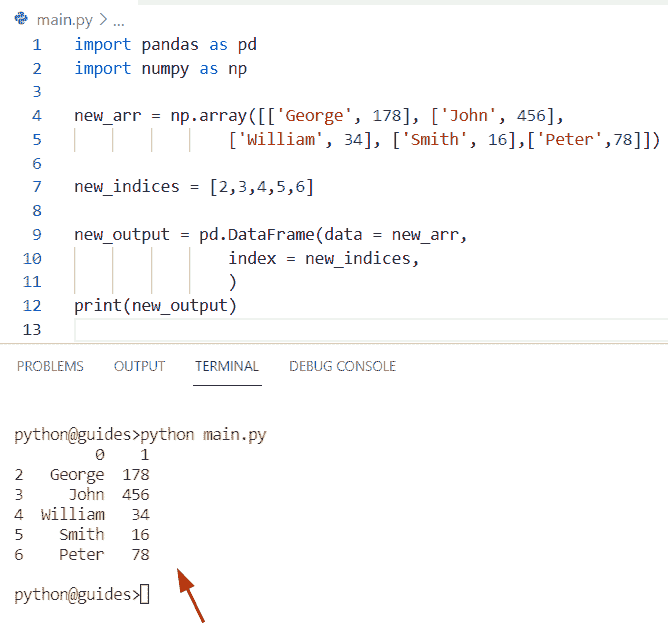 main.py > ...
1 import pandas as pd
2 import numpy as np
3
4 new_arr = np.array([['George', 178], ['John', 456],
5 ['William', 34], ['Smith', 16],['Peter',78]])
6
7 new_indices = [2,3,4,5,6]
8
9 new_output = pd.DataFrame(data = new_arr,
10 index = new_indices,
11 )
12 print(new_output)
13
PROBLEMS OUTPUT TERMINAL DEBUG CONSOLE
python@guides>python main.py
0 1
2 George 178
3 John 456
4 William 34
5 Smith 16
6 Peter 78
python@guides>